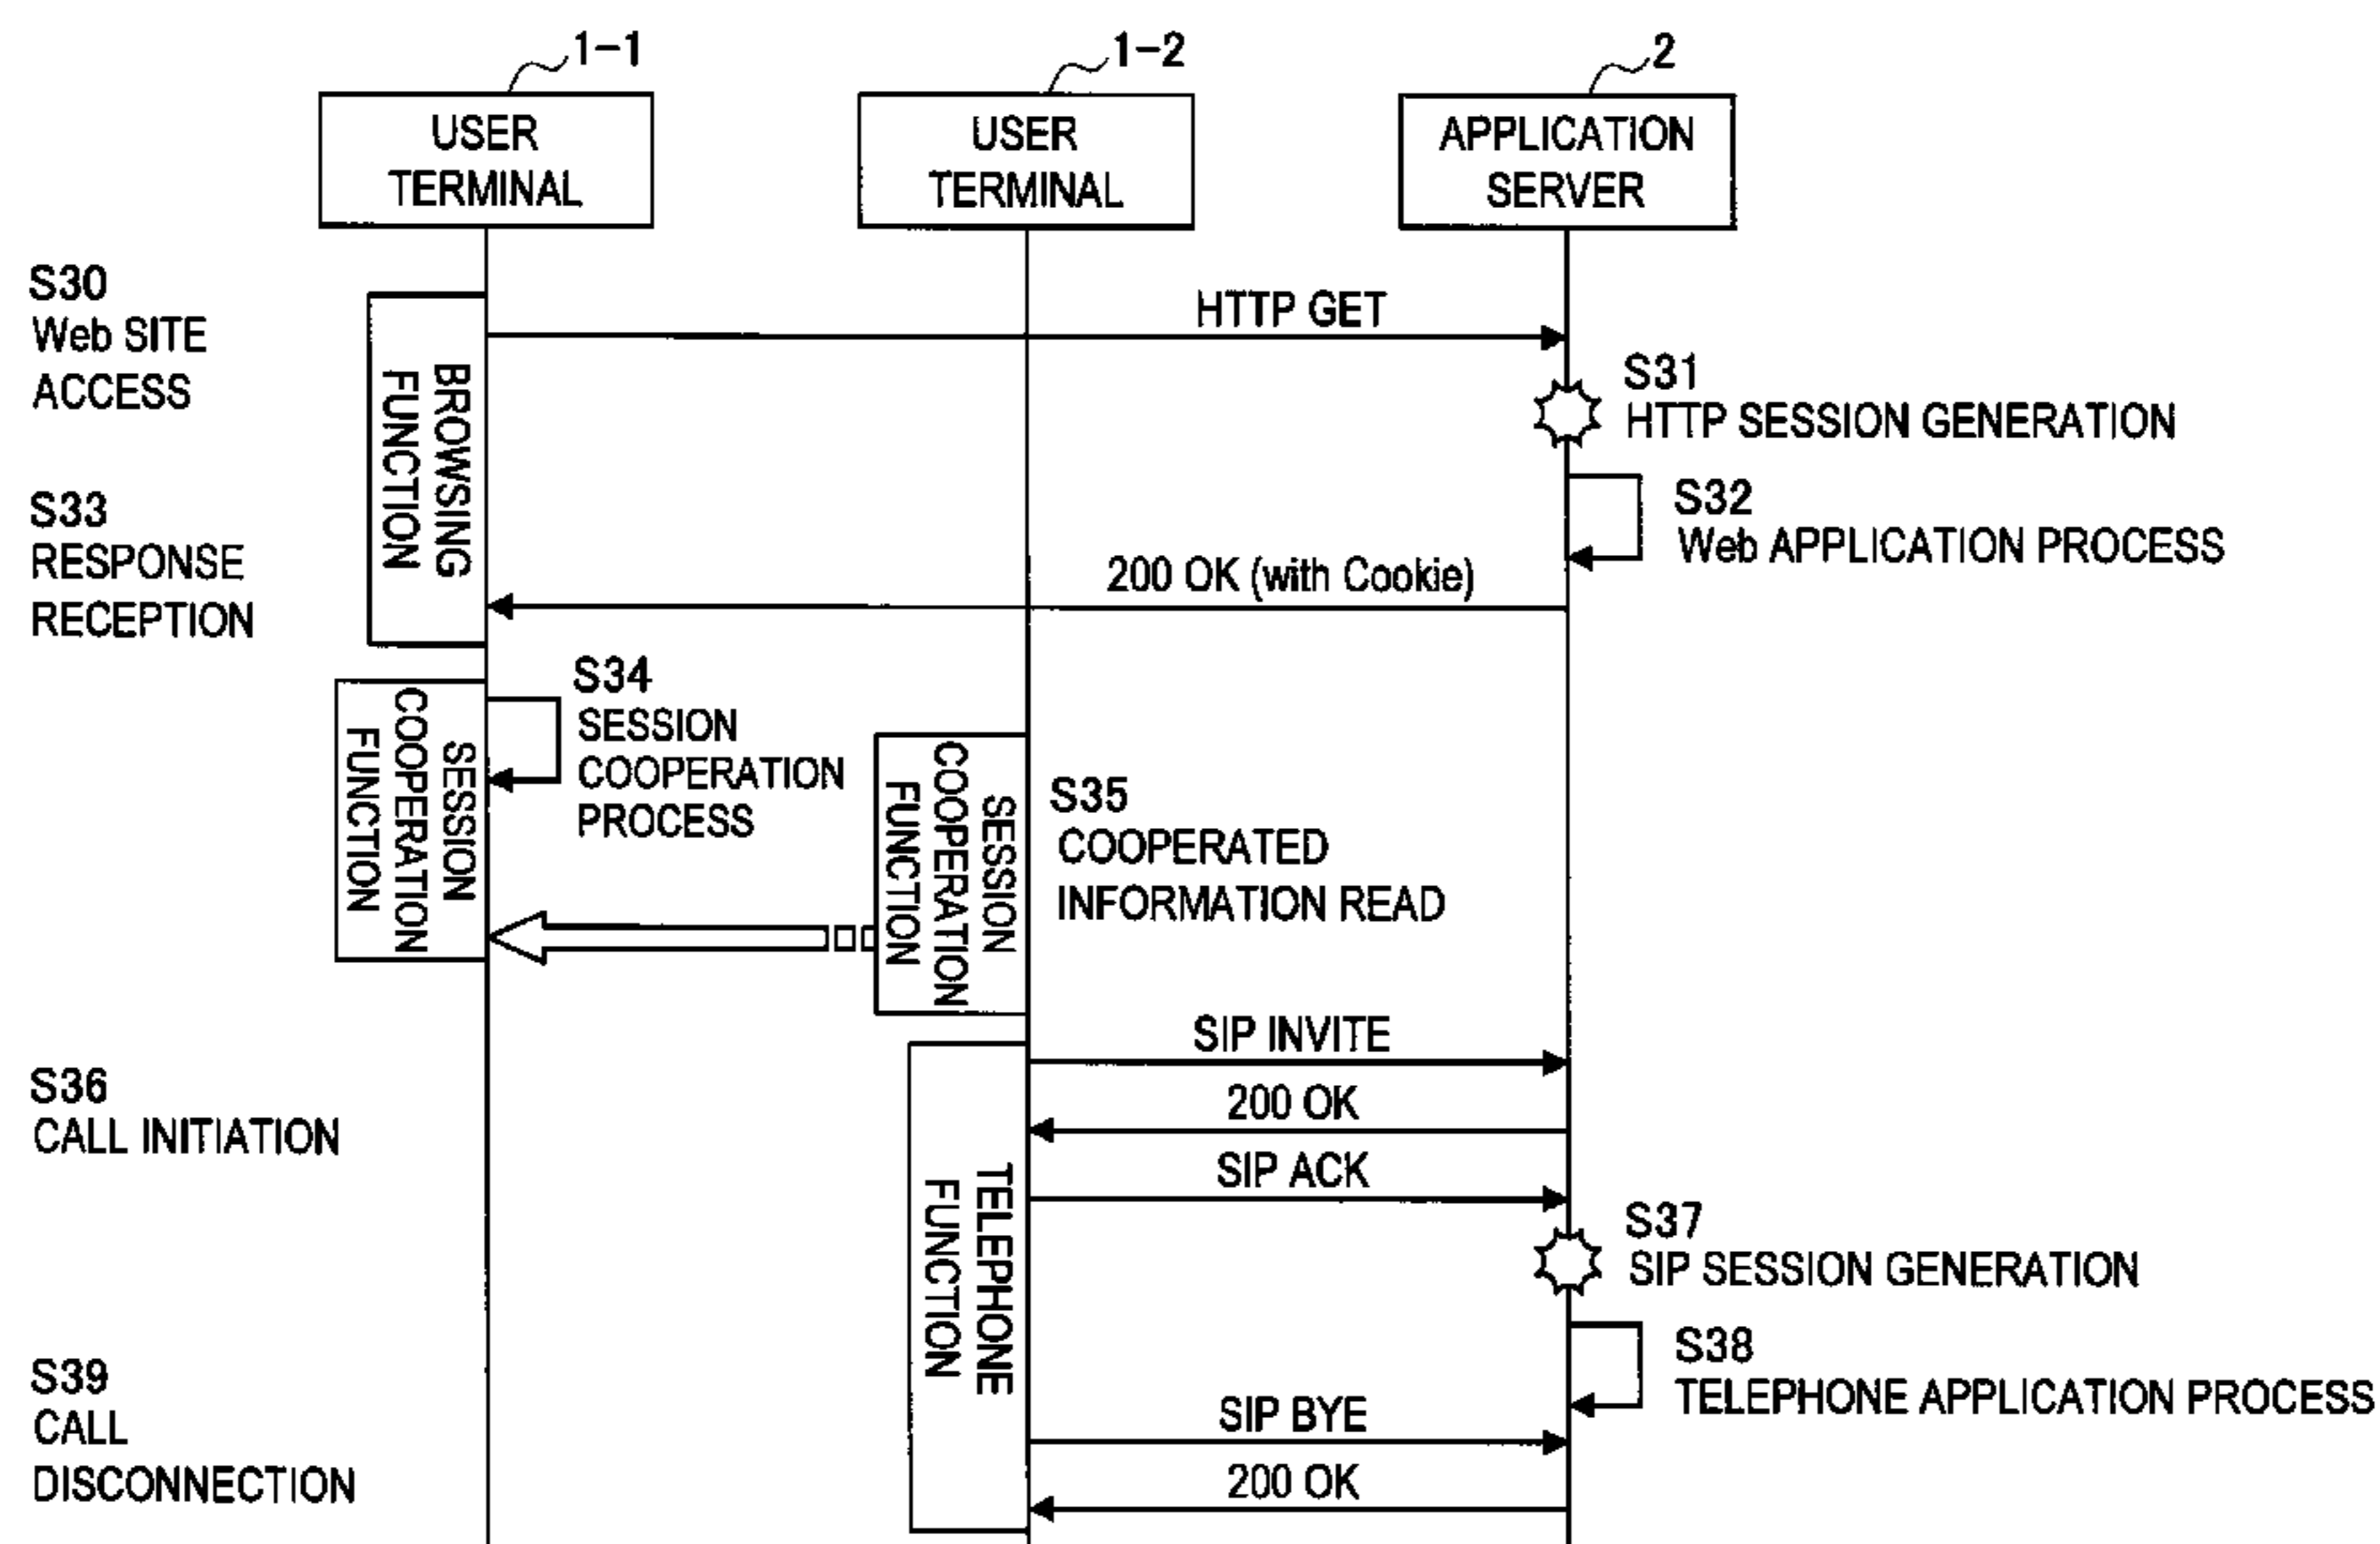 1-1
1-2
2
USER
TERMINAL
USER
TERMINAL
APPLICATION
SERVER
S30
Web SITE
ACCESS
HTTP GET
BROWSING
FUNCTION
S31
HTTP SESSION GENERATION
S32
Web APPLICATION PROCESS
S33
RESPONSE
RECEPTION
200 OK (with Cookie)
SESSION
COOPERATION
FUNCTION
S34
SESSION
COOPERATION
PROCESS
SESSION
COOPERATION
FUNCTION
S35
COOPERATED
INFORMATION READ
S36
CALL INITIATION
SIP INVITE
200 OK
SIP ACK
TELEPHONE
FUNCTION
S37
SIP SESSION GENERATION
S38
TELEPHONE APPLICATION PROCESS
S39
CALL
DISCONNECTION
SIP BYE
200 OK